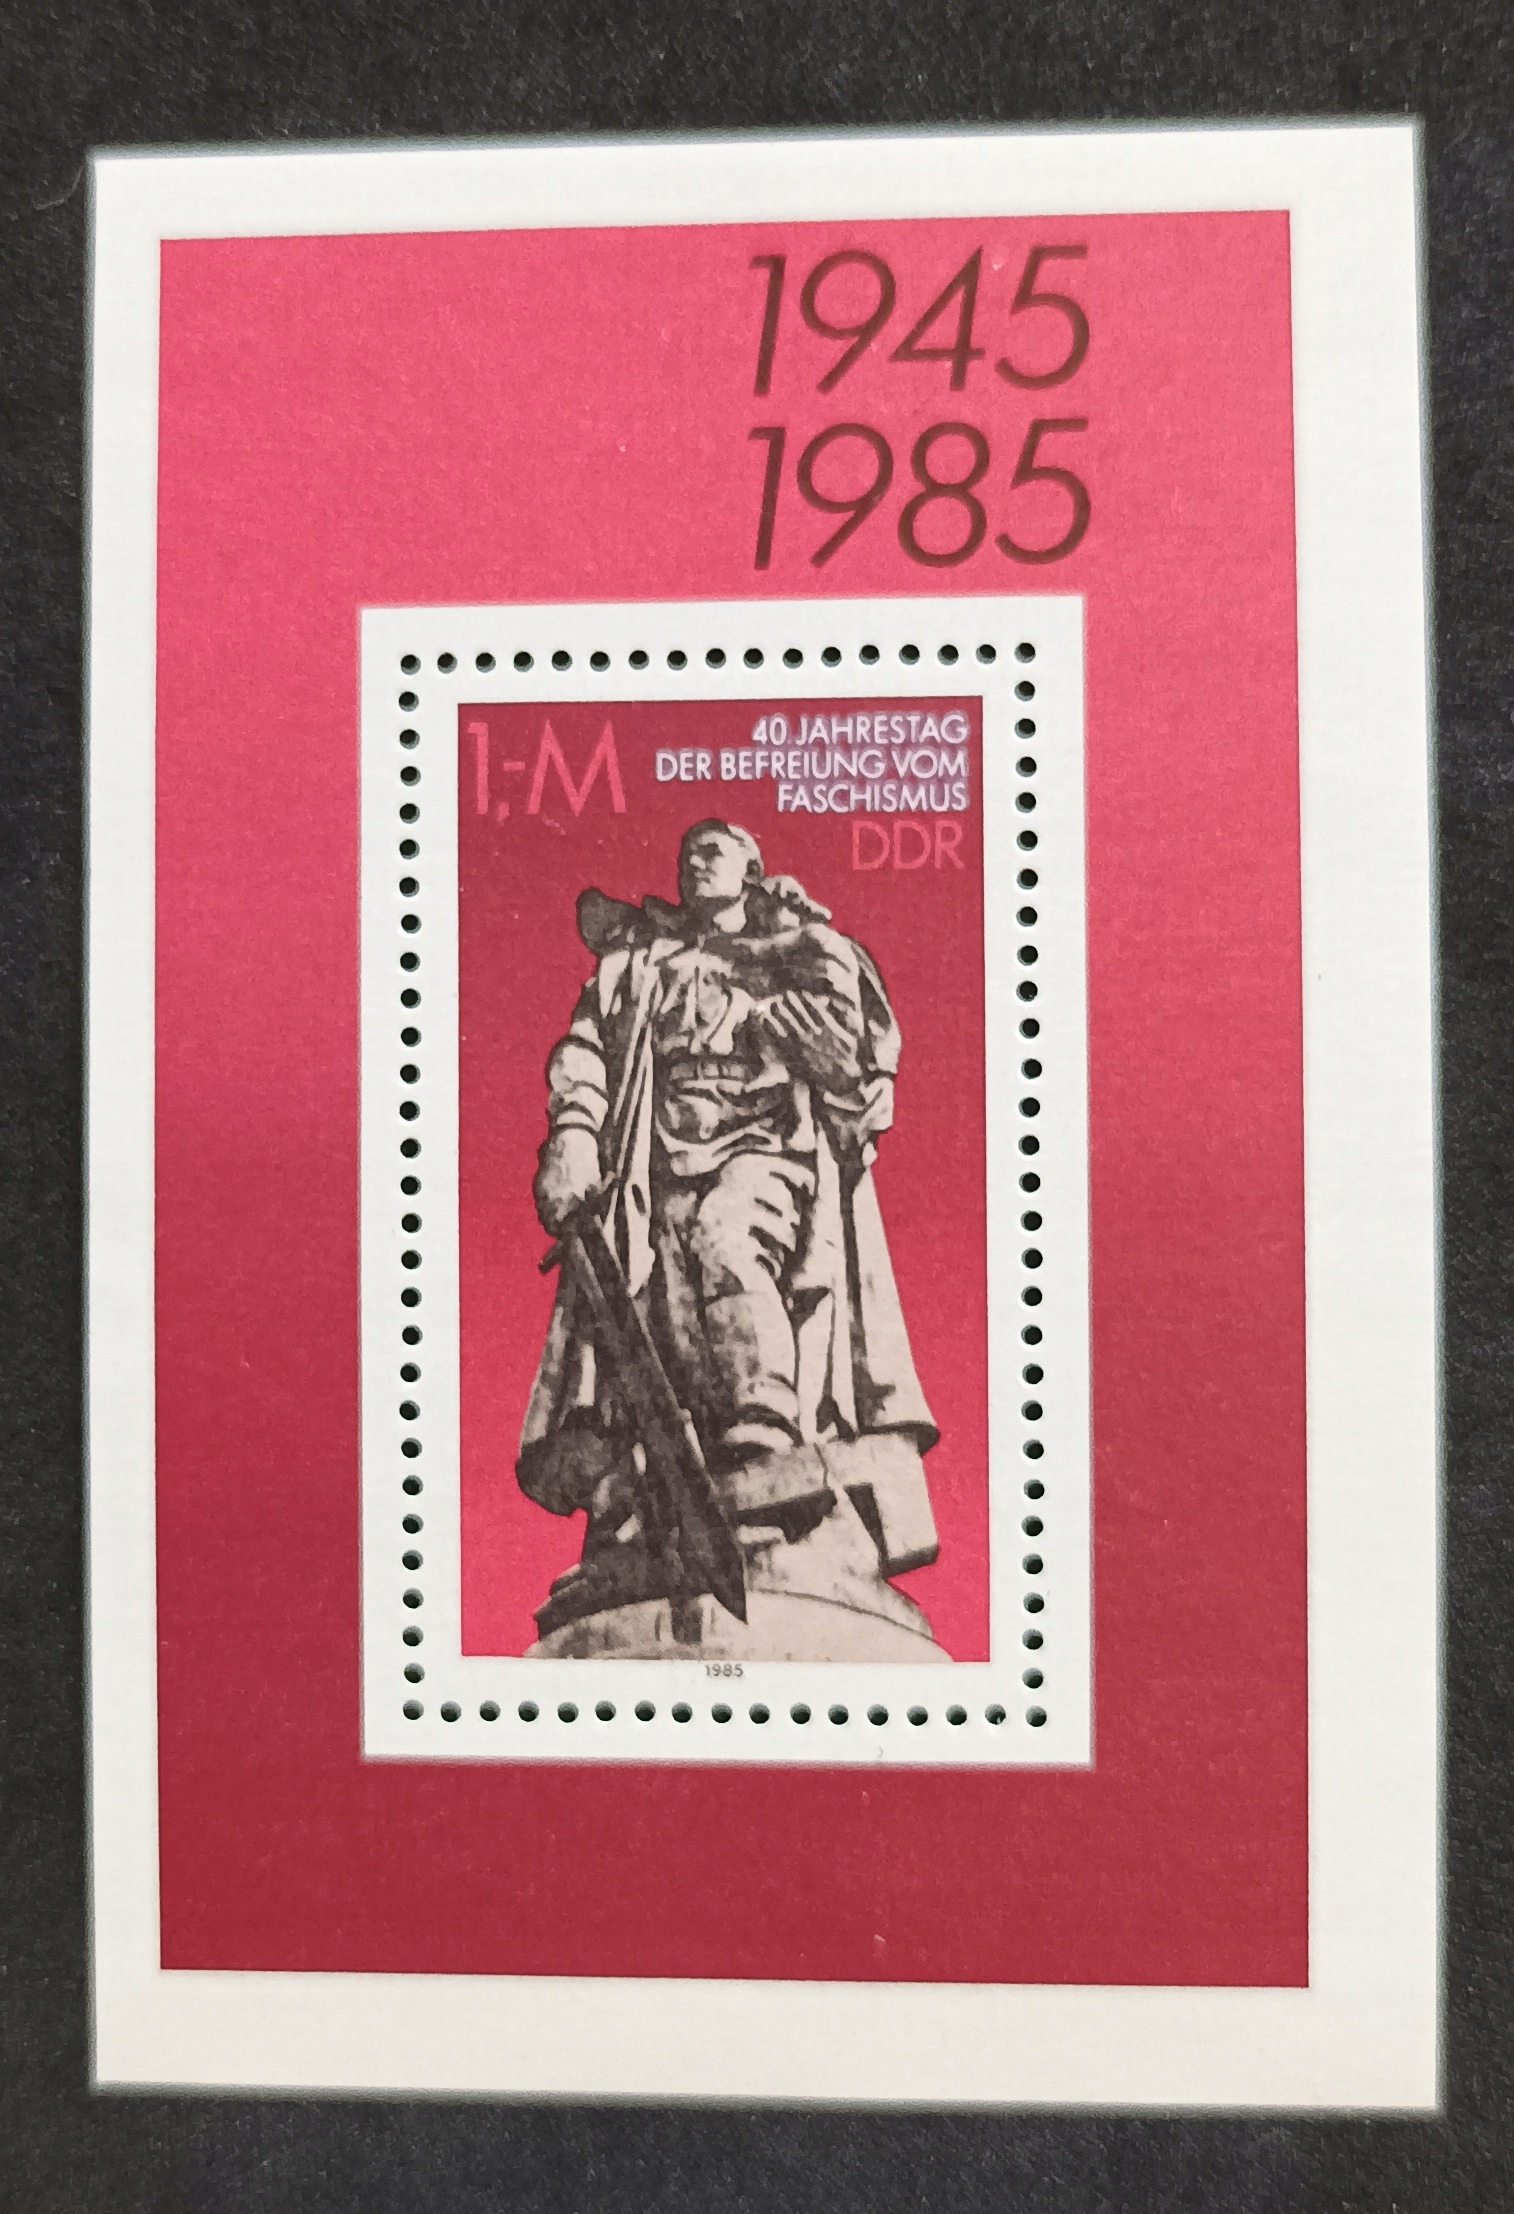 1945
1985
1,-M
40. JAHRESTAG
DER BEFREIUNG VOM
FASCHISMUS
DDR
1985